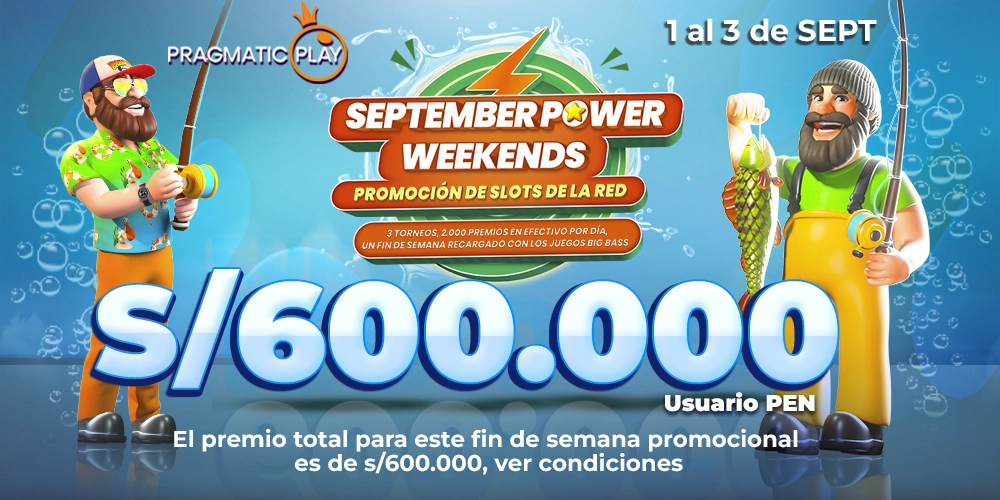 PRAGMATIC PLAY
1 al 3 de SEPT
SEPTEMBER POWER
WEEKENDS
PROMOCIÓN DE SLOTS DE LA RED
3 TORNEOS, 2.000 PREMIOS EN EFECTIVO POR DÍA,
UN FIN DE SEMANA RECARGADO CON LOS JUEGOS BIG BASS
S/600.000
Usuario PEN
El premio total para este fin de semana promocional
es de s/600.000, ver condiciones